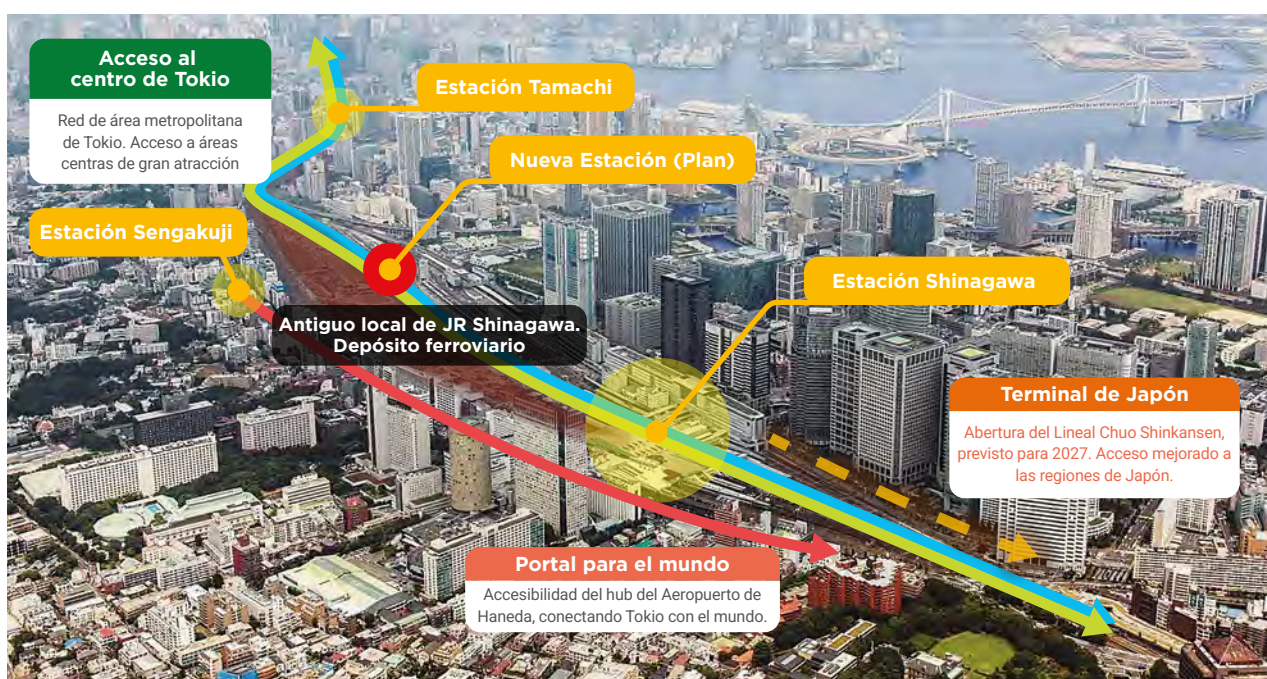 Acceso al
centro de Tokio
Red de área metropolitana
de Tokio. Acceso a áreas
centras de gran atracción
Estación Tamachi
Nueva Estación (Plan)
Estación Sengakuji
Estación Shinagawa
Antiguo local de JR Shinagawa.
Depósito ferroviario
Terminal de Japón
Abertura del Lineal Chuo Shinkansen,
previsto para 2027. Acceso mejorado a
las regiones de Japón.
Portal para el mundo
Accesibilidad del hub del Aeropuerto de
Haneda, conectando Tokio con el mundo.